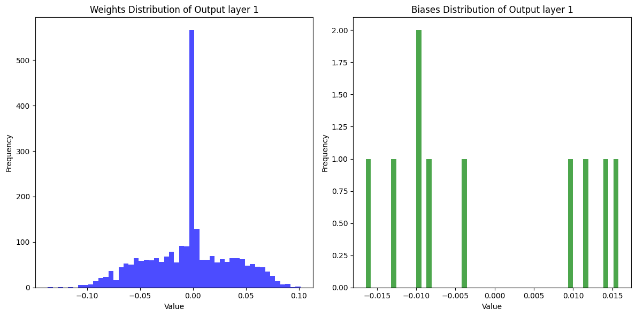 Weights Distribution of Output layer 1
Frequency
500
400
300
200
100
0
−0.10 −0.05 0.00 0.05 0.10
Value
Biases Distribution of Output layer 1
Frequency
2.00
1.75
1.50
1.25
1.00
0.75
0.50
0.25
0.00
−0.015 −0.010 −0.005 0.000 0.005 0.010 0.015
Value